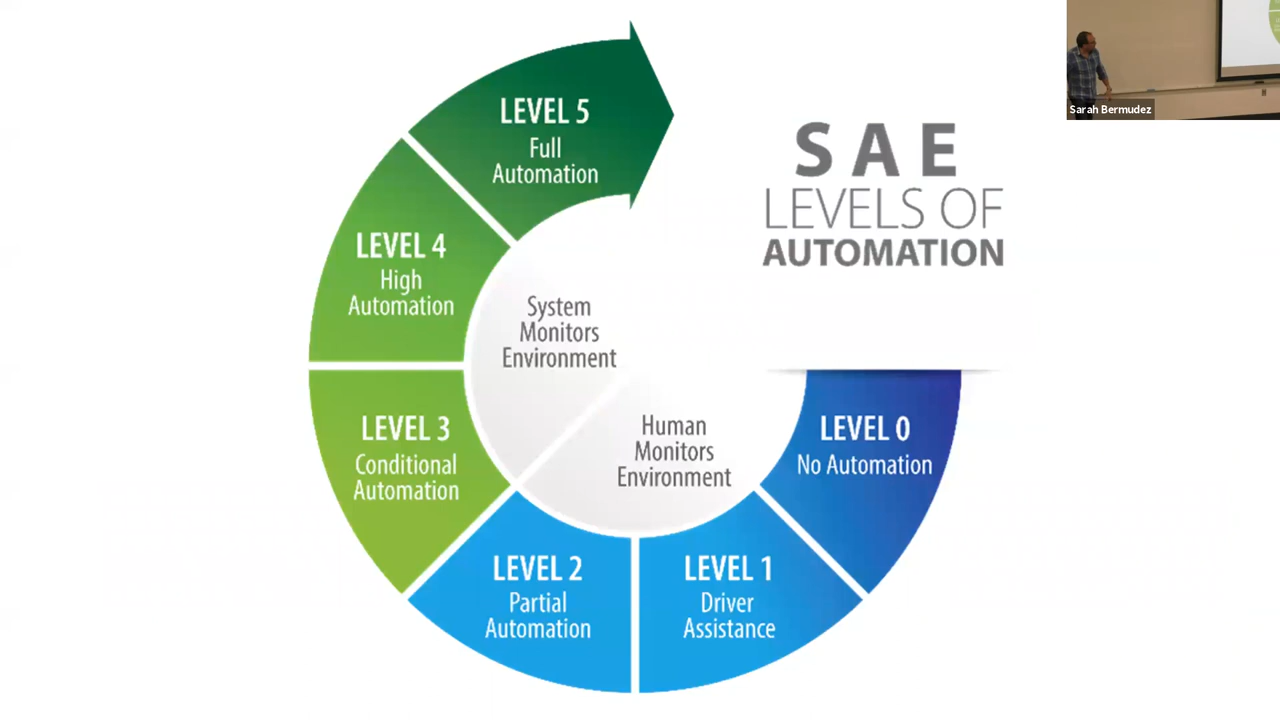 SAE
LEVELS OF
AUTOMATION
LEVEL 0
No Automation
LEVEL 1
Driver
Assistance
LEVEL 2
Partial
Automation
LEVEL 3
Conditional
Automation
LEVEL 4
High
Automation
LEVEL 5
Full
Automation
System
Monitors
Environment
Human
Monitors
Environment
Sarah Bermudez